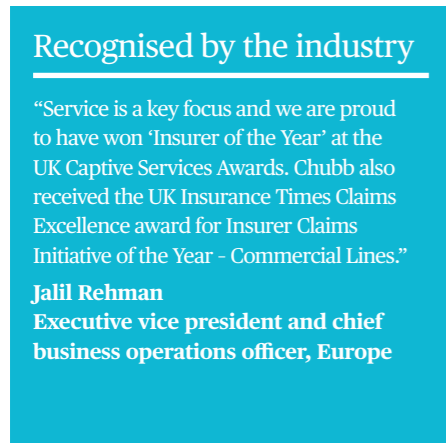 Recognised by the industry
“Service is a key focus and we are proud
to have won ‘Insurer of the Year’ at the
UK Captive Services Awards. Chubb also
received the UK Insurance Times Claims
Excellence award for Insurer Claims
Initiative of the Year – Commercial Lines.”
Jalil Rehman
Executive vice president and chief
business operations officer, Europe